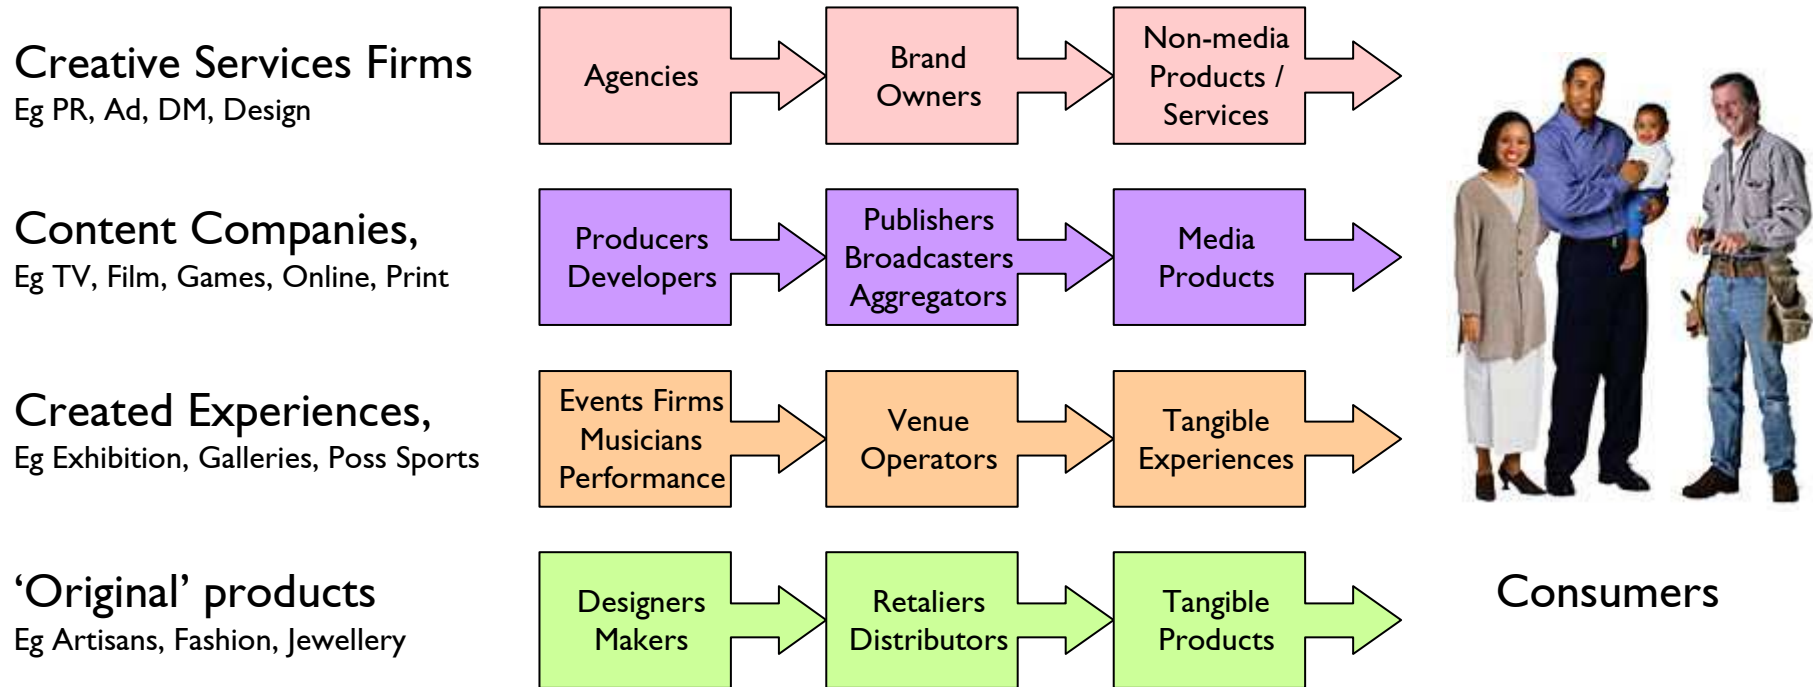 Creative Services Firms
Eg PR, Ad, DM, Design
Agencies
Brand
Owners
Non-media
Products /
Services
Content Companies,
Eg TV, Film, Games, Online, Print
Producers
Developers
Publishers
Broadcasters
Aggregators
Media
Products
Created Experiences,
Eg Exhibition, Galleries, Poss Sports
Events Firms
Musicians
Performance
Venue
Operators
Tangible
Experiences
‘Original’ products
Eg Artisans, Fashion, Jewellery
Designers
Makers
Retaliers
Distributors
Tangible
Products
Consumers